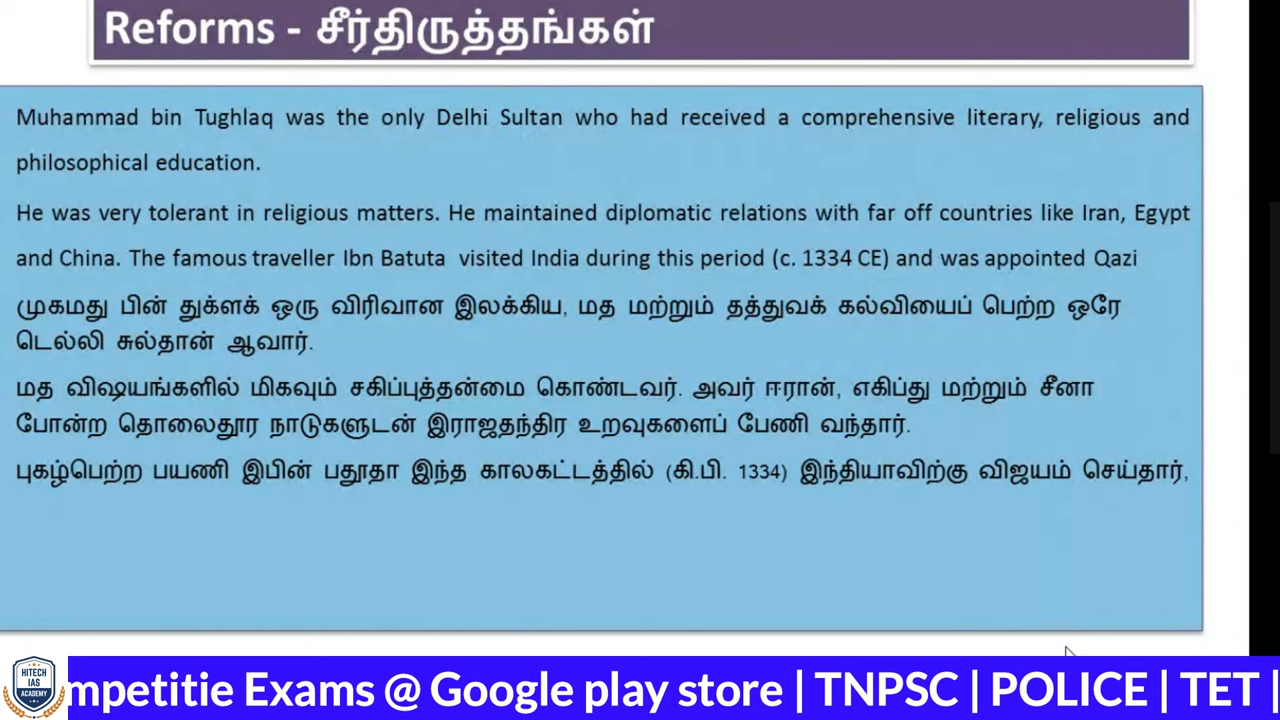 Reforms - சீர்திருத்தங்கள்
Muhammad bin Tughlaq was the only Delhi Sultan who had received a comprehensive literary, religious and
philosophical education.
He was very tolerant in religious matters. He maintained diplomatic relations with far off countries like Iran, Egypt
and China. The famous traveller Ibn Batuta visited India during this period (c. 1334 CE) and was appointed Qazi
முகமது பின் துக்ளக் ஒரு விரிவான இலக்கிய, மத மற்றும் தத்துவக் கல்வியைப் பெற்ற ஒரே
டெல்லி சுல்தான் ஆவார்.
மத விஷயங்களில் மிகவும் சகிப்புத்தன்மை கொண்டவர். அவர் ஈரான், எகிப்து மற்றும் சீனா
போன்ற தொலைதூர நாடுகளுடன் இராஜதந்திர உறவுகளைப் பேணி வந்தார்.
புகழ்பெற்ற பயணி இபின் பதூதா இந்த காலகட்டத்தில் (கி.பி. 1334) இந்தியாவிற்கு விஜயம் செய்தார்,
HITECH
IAS
ACADEMY
mpetitie Exams @ Google play store | TNPSC | POLICE | TET |